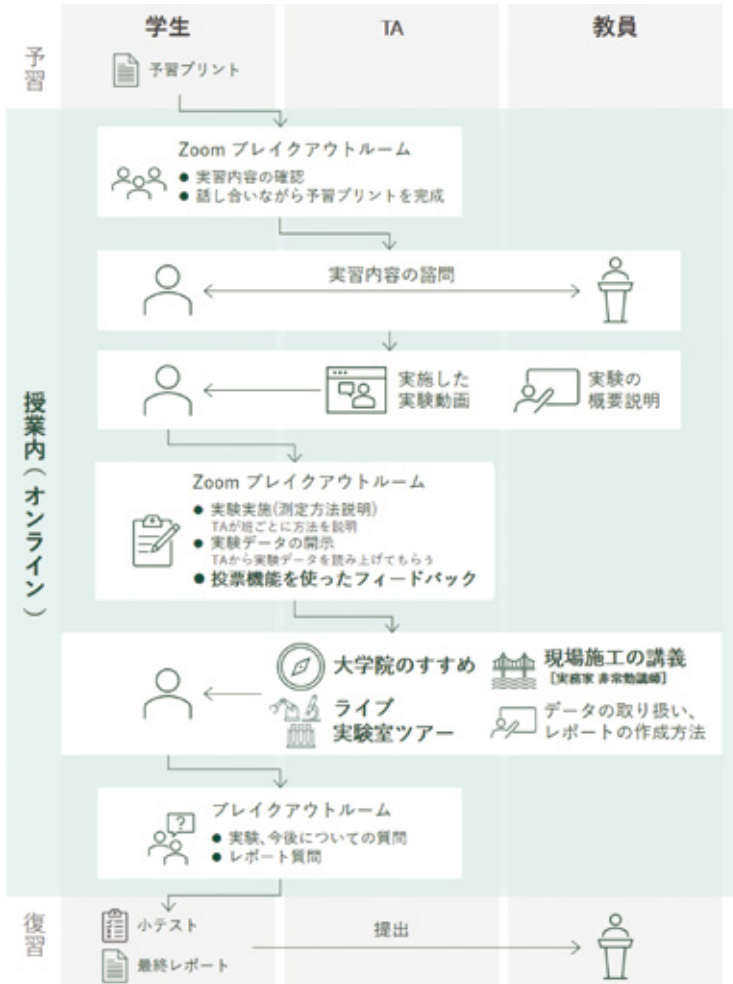 学生
TA
教員
予習
予習プリント
授業内（オンライン）
Zoom ブレイクアウトルーム
● 実習内容の確認
● 話し合いながら予習プリントを完成
実習内容の諮問
実施した
実験動画
実験の
概要説明
Zoom ブレイクアウトルーム
● 実験実施(測定方法説明)
TAが班ごとに方法を説明
● 実験データの開示
TAから実験データを読み上げてもらう
● 投票機能を使ったフィードバック
大学院のすすめ
現場施工の講義
［実務家 非常勤講師］
ライブ
実験室ツアー
データの取り扱い、
レポートの作成方法
ブレイクアウトルーム
?
● 実験、今後についての質問
● レポート質問
復習
小テスト
提出
最終レポート